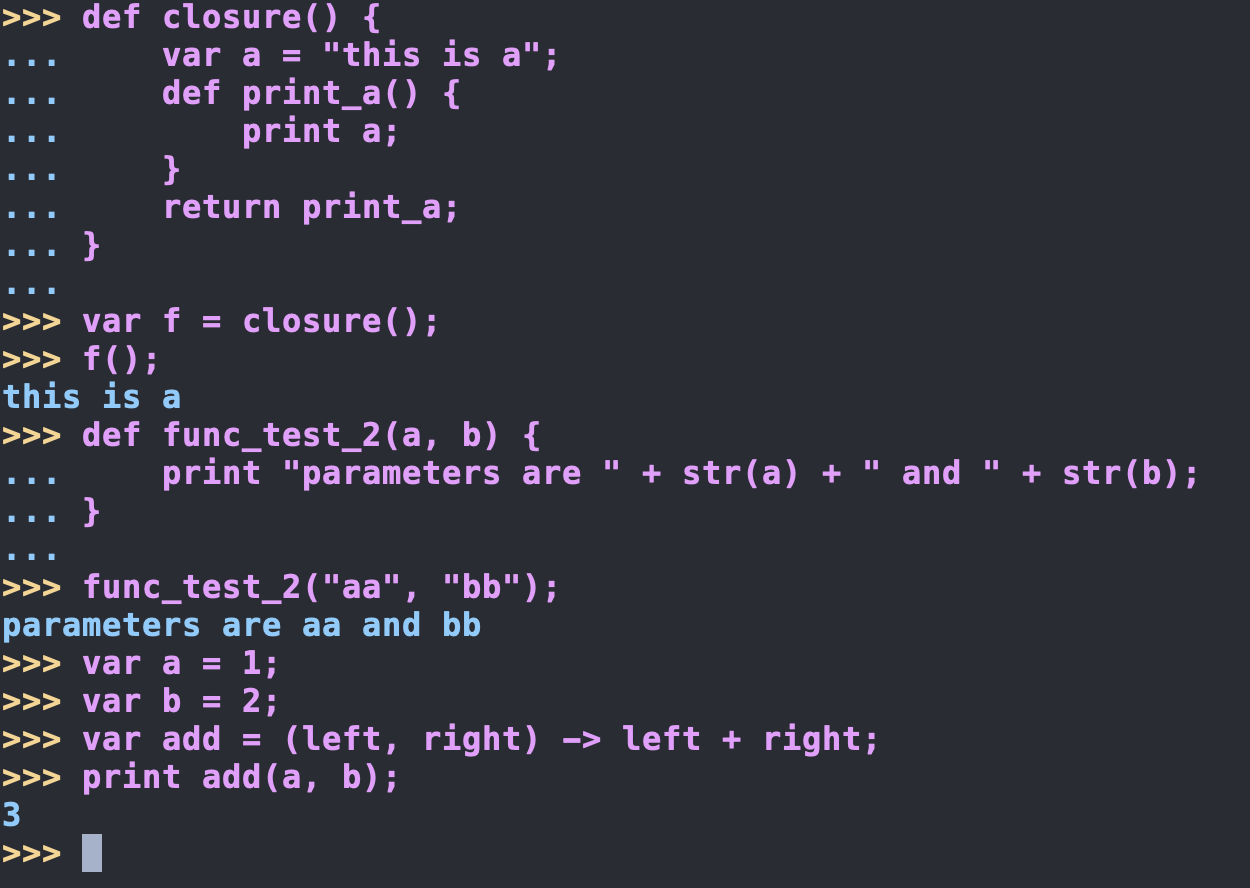 >>> def closure() {
...     var a = "this is a";
...     def print_a() {
...         print a;
...     }
...     return print_a;
... }
...
>>> var f = closure();
>>> f();
this is a
>>> def func_test_2(a, b) {
...     print "parameters are " + str(a) + " and " + str(b);
... }
...
>>> func_test_2("aa", "bb");
parameters are aa and bb
>>> var a = 1;
>>> var b = 2;
>>> var add = (left, right) -> left + right;
>>> print add(a, b);
3
>>>